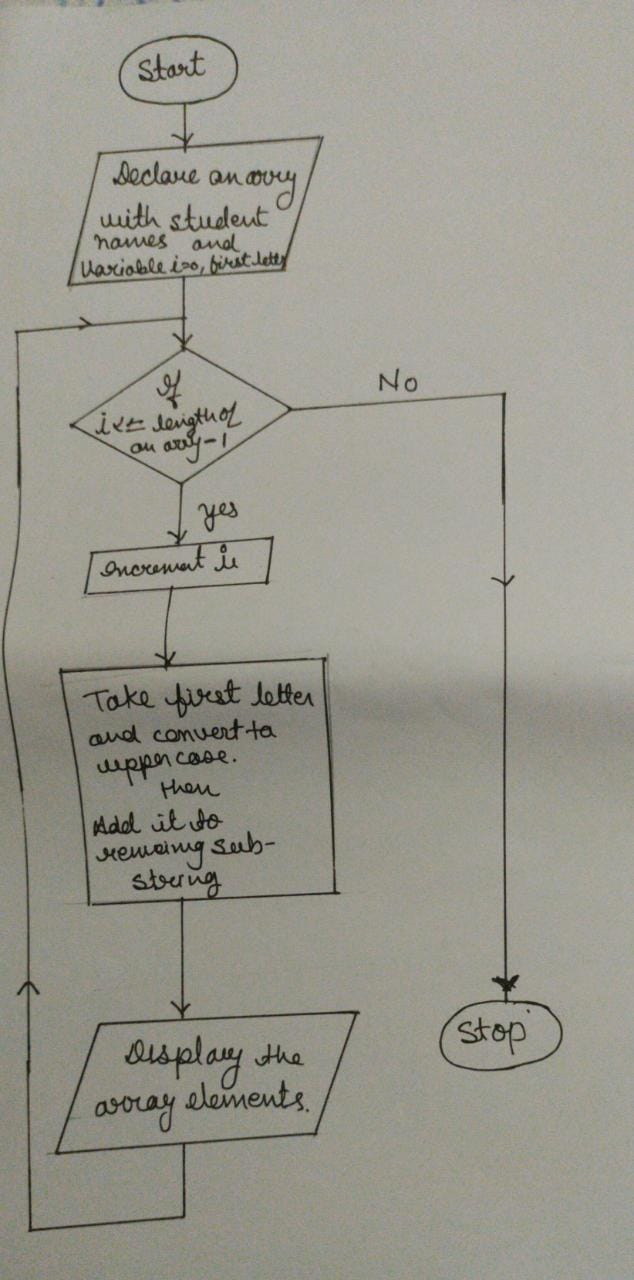 Start
Declare an arry
with student
names and
Variable i=0, first letter
If
length of
an arry-1
No
yes
Increment i
Take first letter
and convert to
uppercase.
then
Add it to
remaing sub-
string
Display the
array elements.
Stop